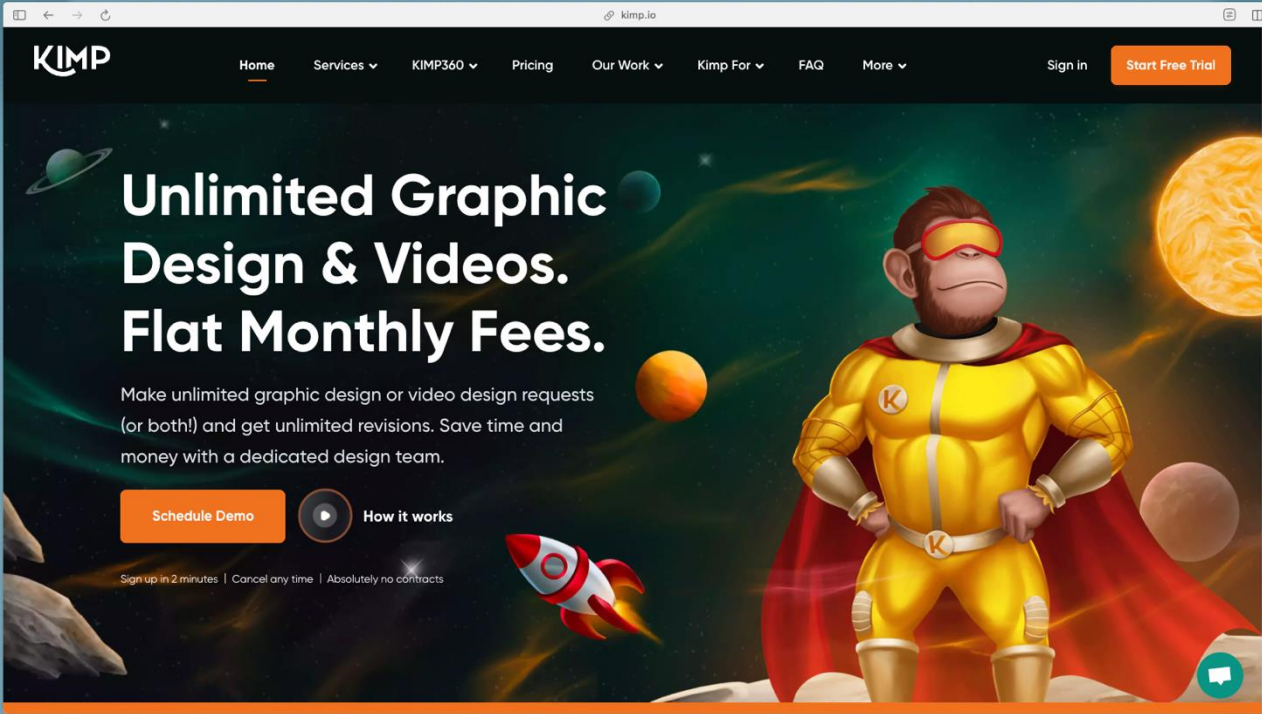 kimp.io
KIMP
Home Services KIMP360 Pricing Our Work Kimp For FAQ More Sign in Start Free Trial
Unlimited Graphic
Design & Videos.
Flat Monthly Fees.
Make unlimited graphic design or video design requests
(or both!) and get unlimited revisions. Save time and
money with a dedicated design team.
Schedule Demo How it works
Sign up in 2 minutes | Cancel any time | Absolutely no contracts
K
K